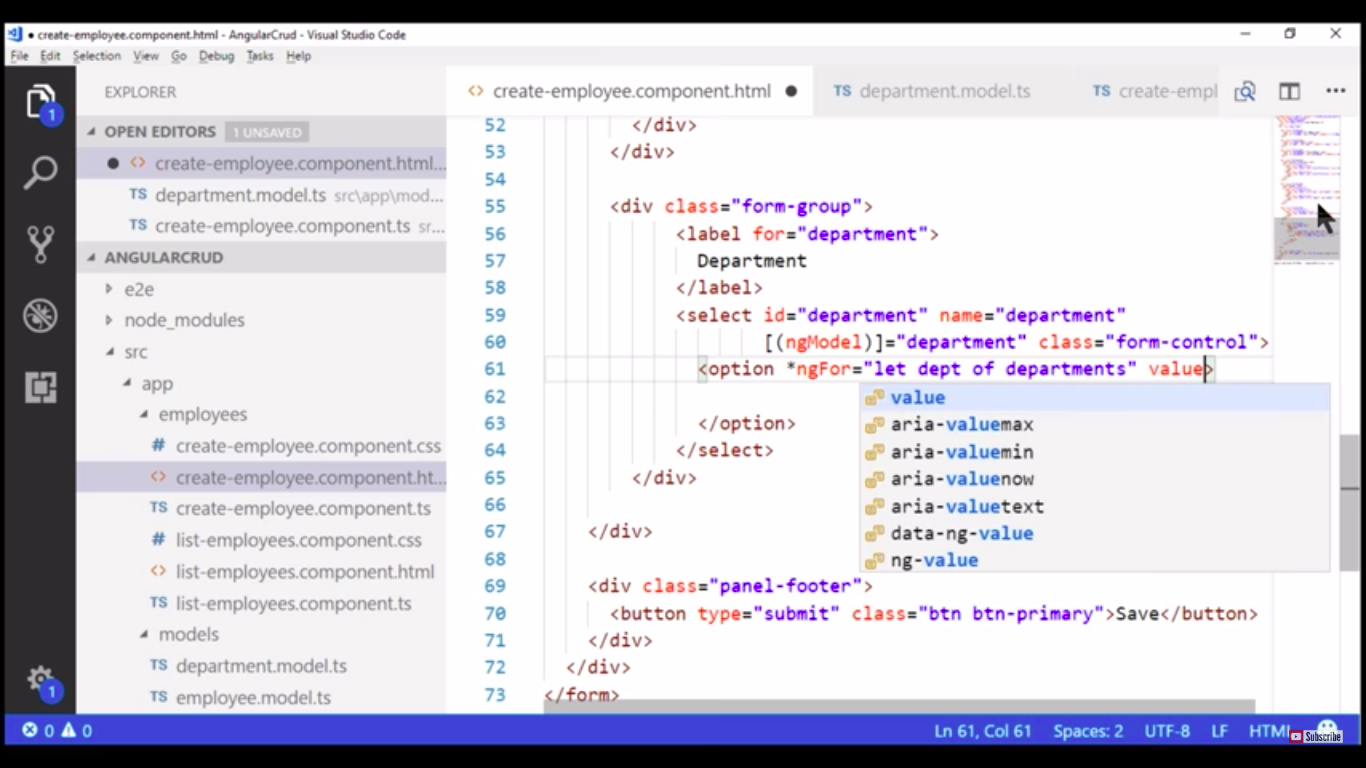 create-employee.component.html - AngularCrud - Visual Studio Code
File Edit Selection View Go Debug Tasks Help
1
EXPLORER
OPEN EDITORS 1 UNSAVED
create-employee.component.html...
TS department.model.ts src\app\mod...
TS create-employee.component.ts sr...
ANGULARCRUD
e2e
node_modules
src
app
employees
# create-employee.component.css
<> create-employee.component.ht...
TS create-employee.component.ts
# list-employees.component.css
<> list-employees.component.html
TS list-employees.component.ts
models
TS department.model.ts
TS employee.model.ts
1
<> create-employee.component.html TS department.model.ts TS create-empl
52 </div>
53 </div>
54
55 <div class="form-group">
56 <label for="department">
57 Department
58 </label>
59 <select id="department" name="department"
60 [(ngModel)]="department" class="form-control">
61 <option *ngFor="let dept of departments" value>
62
63 </option>
64 </select>
65 </div>
66
67 </div>
68
69 <div class="panel-footer">
70 <button type="submit" class="btn btn-primary">Save</button>
71 </div>
72 </div>
73 </form>
value
aria-valuemax
aria-valuemin
aria-valuenow
aria-valuetext
data-ng-value
ng-value
0 0 Ln 61, Col 61 Spaces: 2 UTF-8 LF HTML
Subscribe